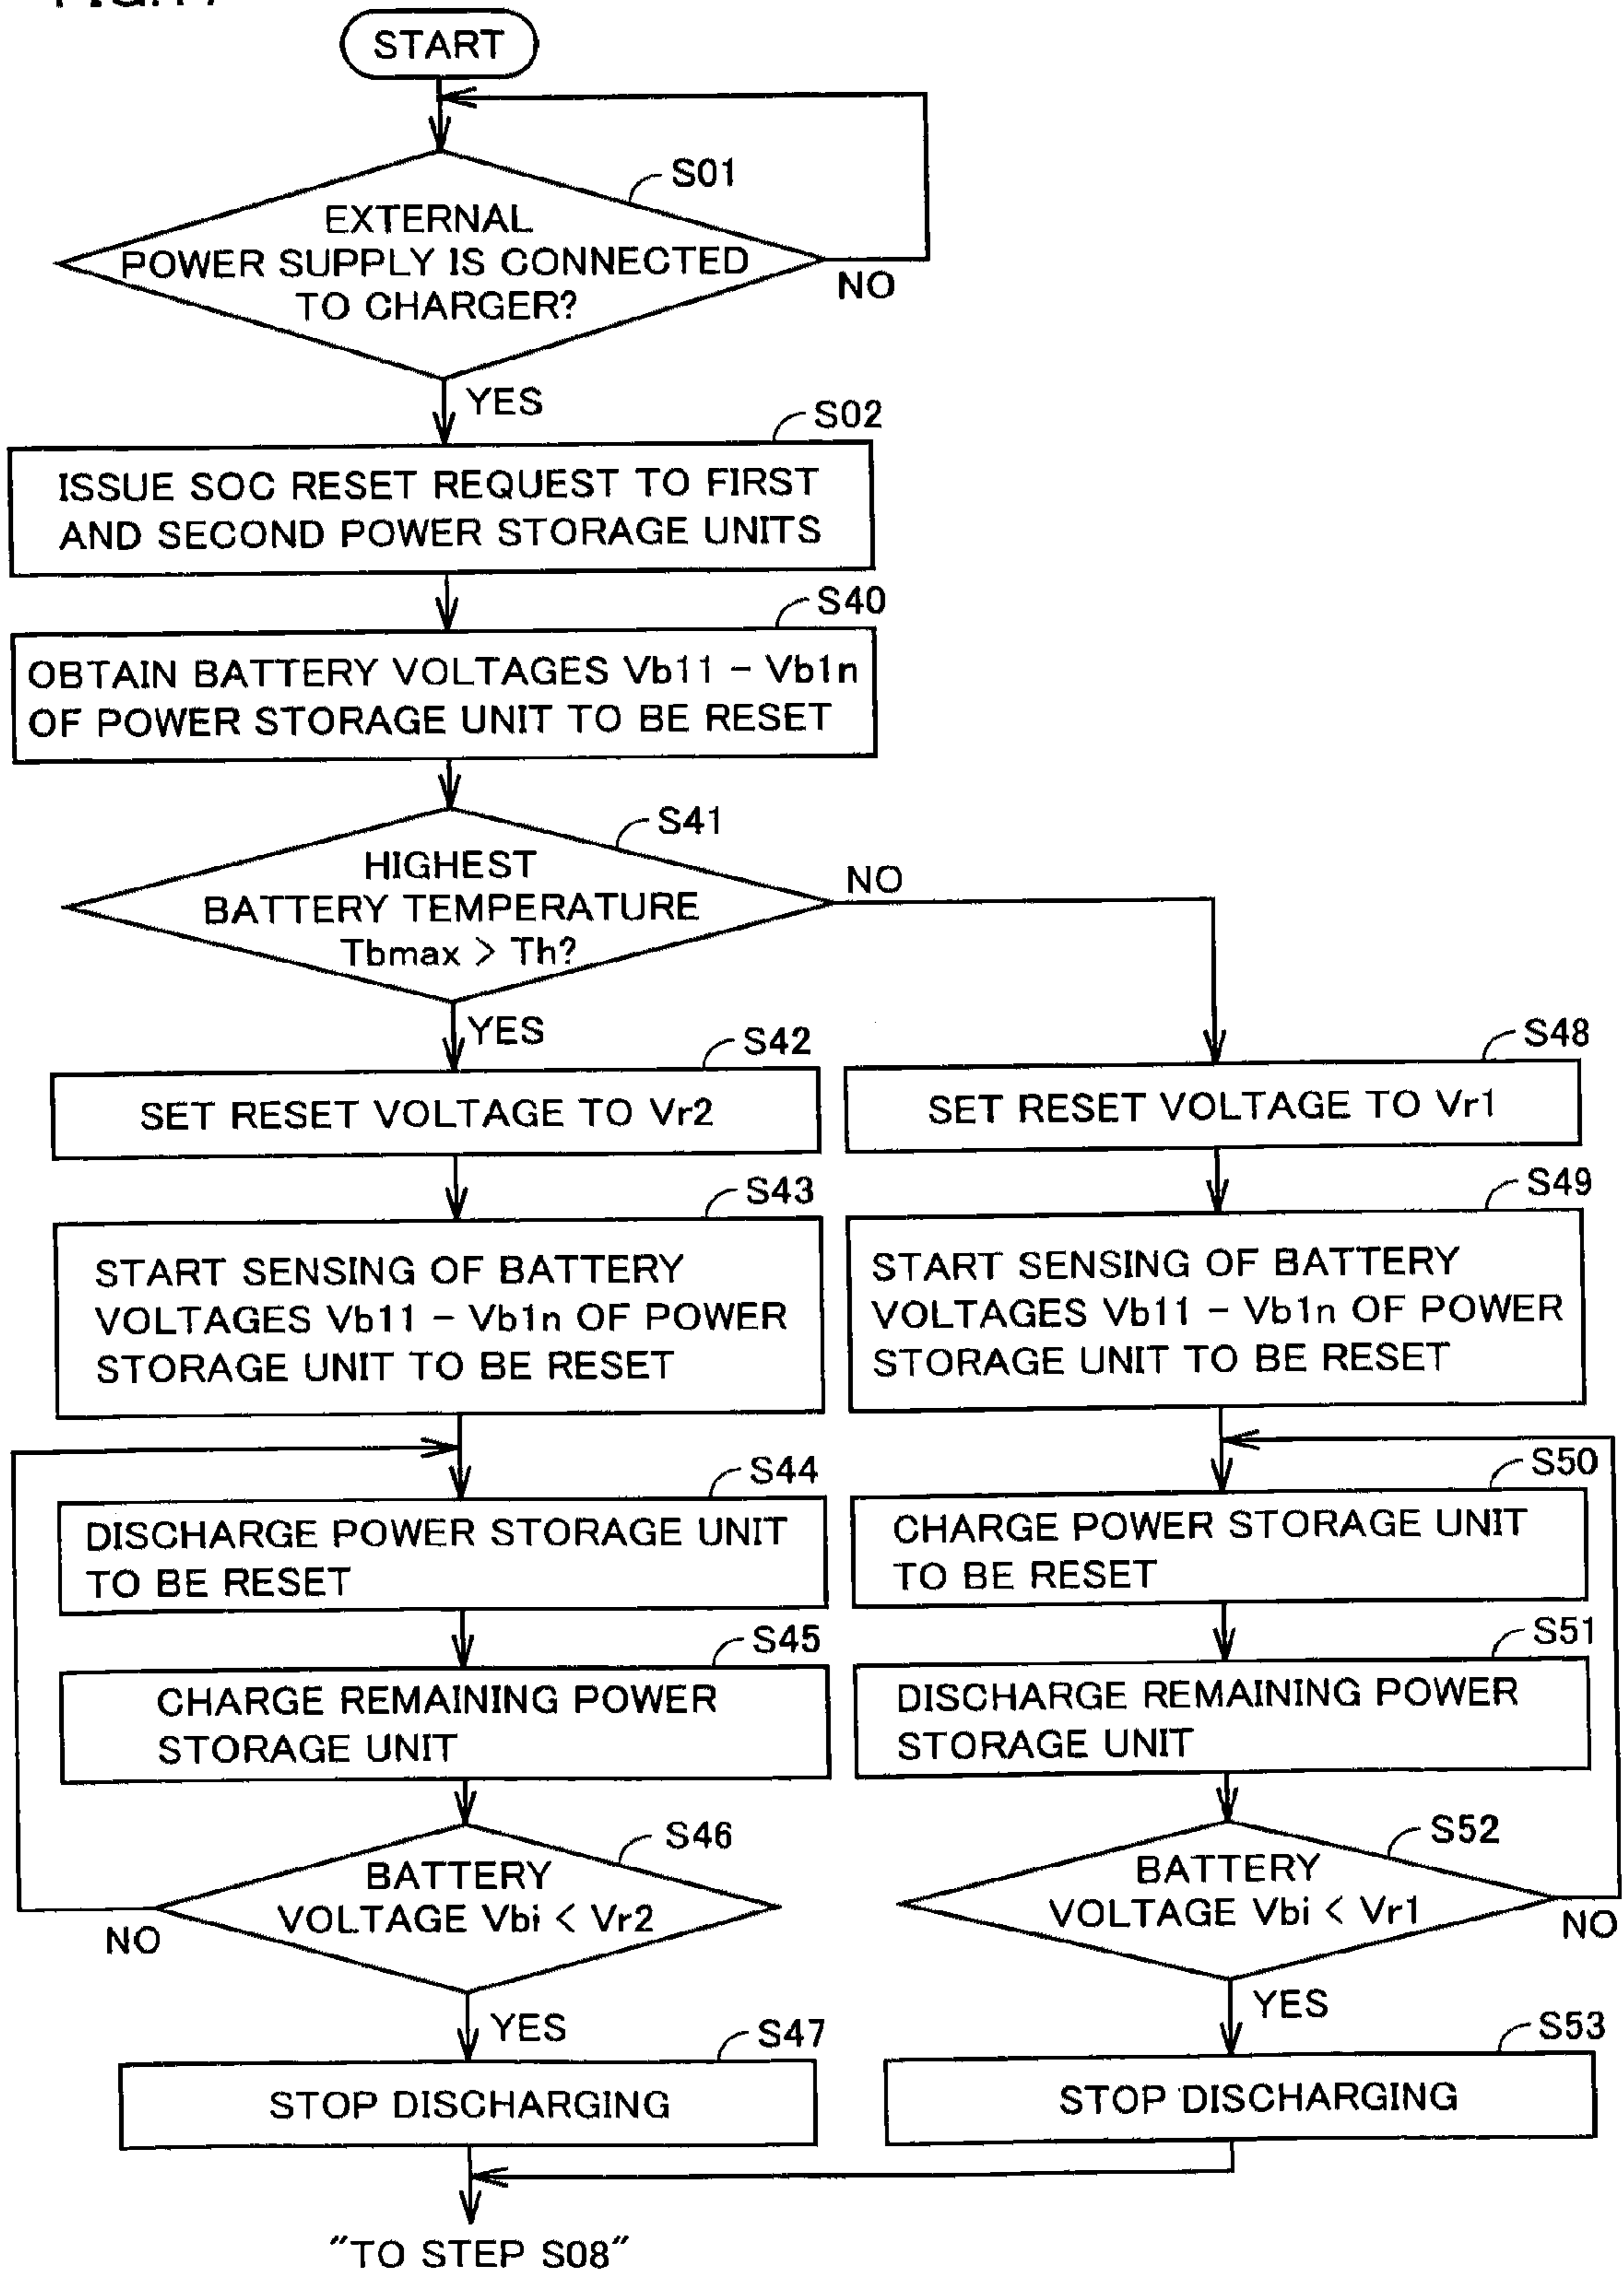 START
S01
EXTERNAL
POWER SUPPLY IS CONNECTED
TO CHARGER?
NO
YES
S02
ISSUE SOC RESET REQUEST TO FIRST
AND SECOND POWER STORAGE UNITS
S40
OBTAIN BATTERY VOLTAGES Vb11 – Vb1n
OF POWER STORAGE UNIT TO BE RESET
S41
HIGHEST
BATTERY TEMPERATURE
Tbmax > Th?
NO
YES
S42
SET RESET VOLTAGE TO Vr2
S43
START SENSING OF BATTERY
VOLTAGES Vb11 – Vb1n OF POWER
STORAGE UNIT TO BE RESET
S44
DISCHARGE POWER STORAGE UNIT
TO BE RESET
S45
CHARGE REMAINING POWER
STORAGE UNIT
S46
BATTERY
VOLTAGE Vbi < Vr2
NO
YES
S47
STOP DISCHARGING
S48
SET RESET VOLTAGE TO Vr1
S49
START SENSING OF BATTERY
VOLTAGES Vb11 – Vb1n OF POWER
STORAGE UNIT TO BE RESET
S50
CHARGE POWER STORAGE UNIT
TO BE RESET
S51
DISCHARGE REMAINING POWER
STORAGE UNIT
S52
BATTERY
VOLTAGE Vbi < Vr1
NO
YES
S53
STOP DISCHARGING
"TO STEP S08"